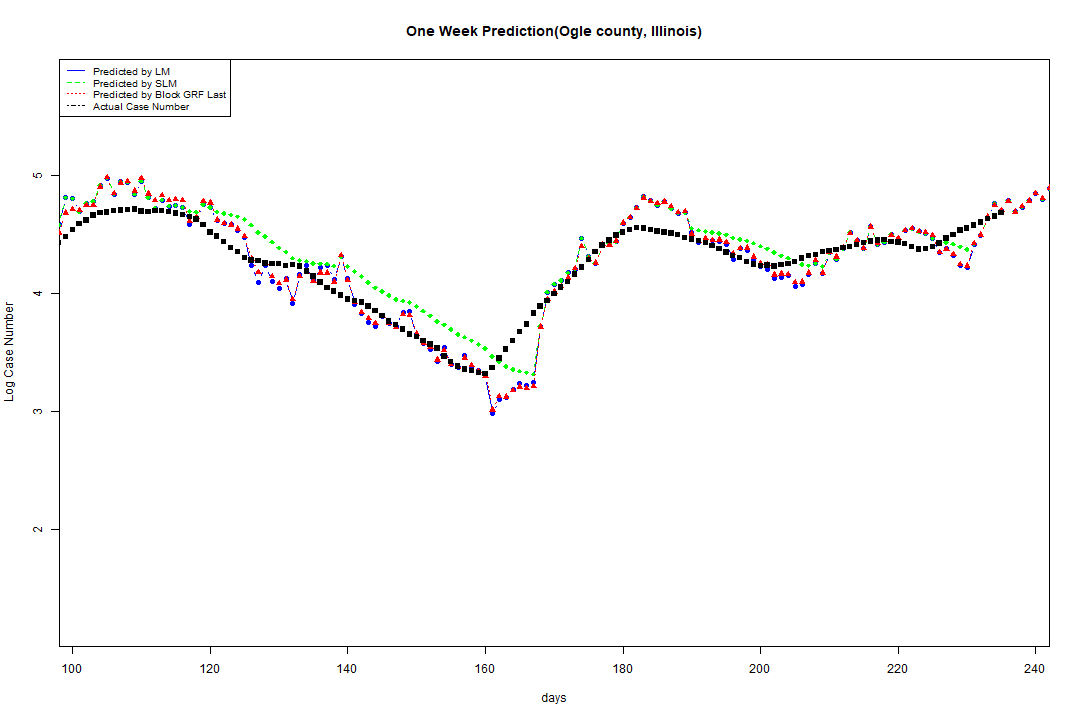 One Week Prediction(Ogle county, Illinois)
Predicted by LM
Predicted by SLM
Predicted by Block GRF Last
Actual Case Number
5
4
3
2
Log Case Number
100 120 140 160 180 200 220 240
days